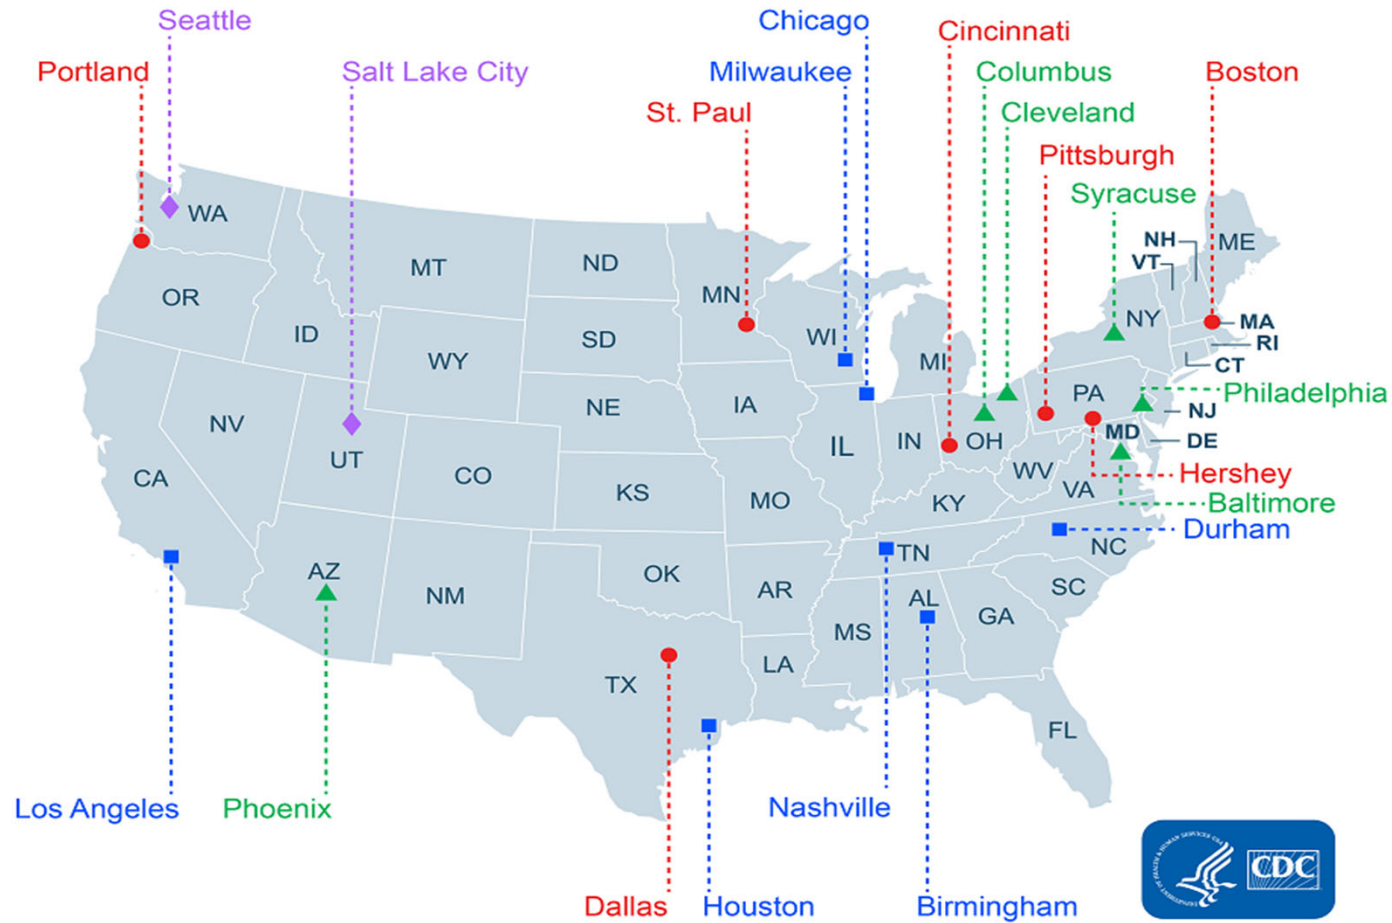 Seattle
Chicago
Cincinnati
Portland
Salt Lake City
Milwaukee
Columbus
Boston
St. Paul
Cleveland
Pittsburgh
Syracuse
WA
NH
VT
ME
MT
ND
MN
OR
ID
SD
WI
NY
MA
RI
CT
WY
MI
PA
Philadelphia
NE
IA
NJ
NV
UT
IL
IN
OH
MD
DE
CA
CO
KS
MO
WV
VA
Hershey
KY
Baltimore
Durham
AZ
NM
OK
AR
TN
NC
MS
AL
GA
SC
TX
LA
FL
Los Angeles
Phoenix
Nashville
Dallas
Houston
Birmingham
CDC